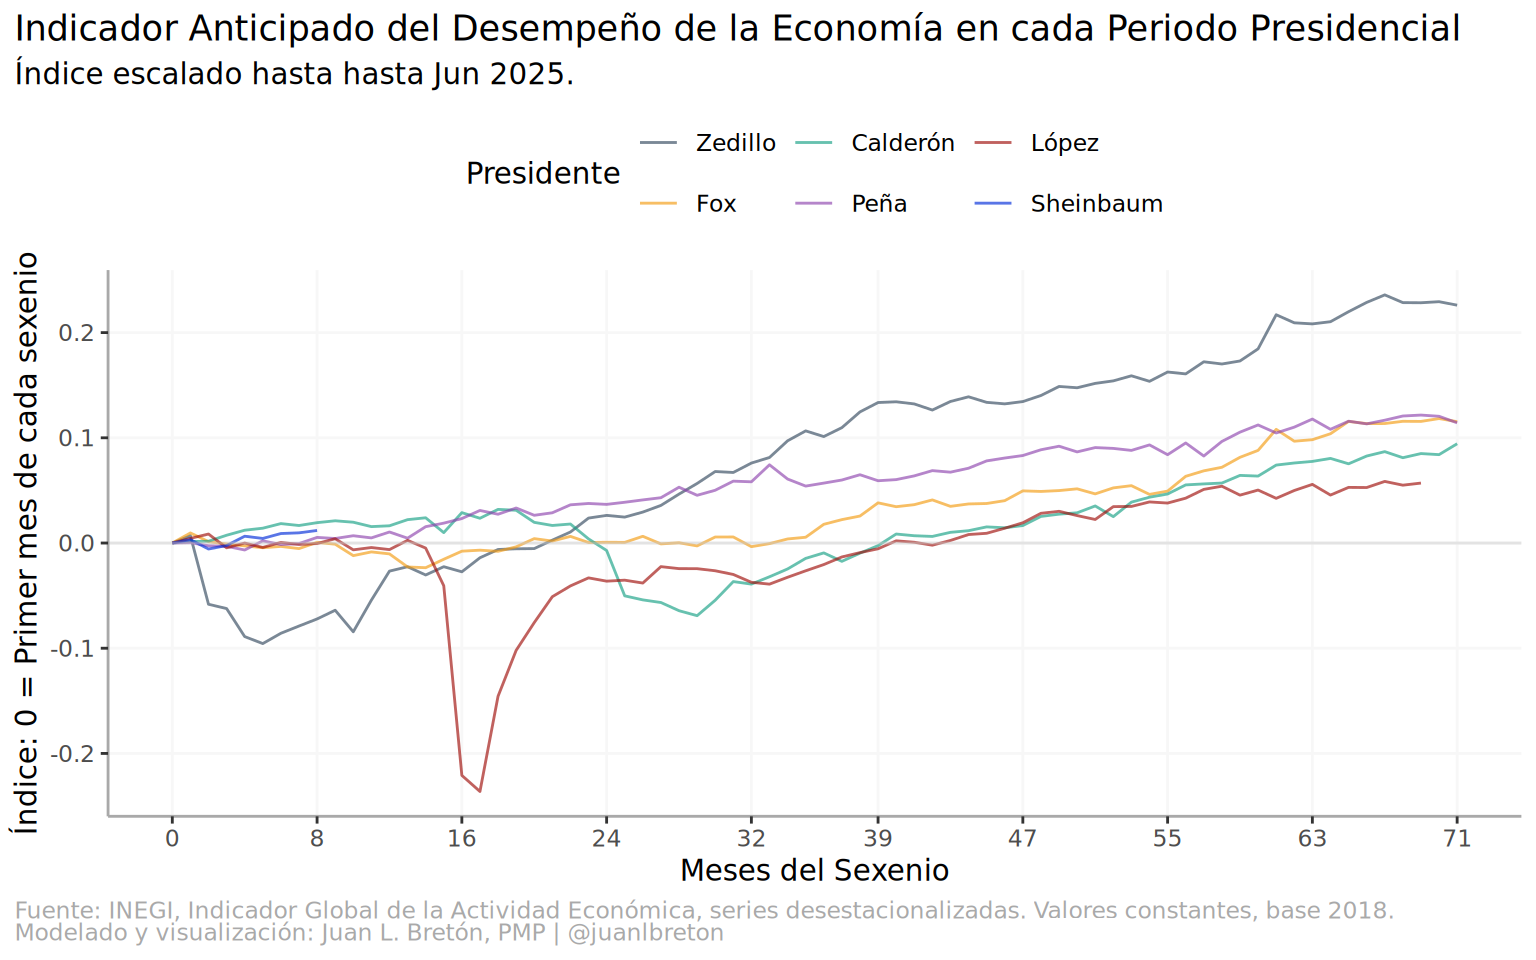 Indicador Anticipado del Desempeño de la Economía en cada Periodo Presidencial
Índice escalado hasta hasta Jun 2025.
Presidente
Zedillo
Calderón
López
Fox
Peña
Sheinbaum
Índice: 0 = Primer mes de cada sexenio
0.2
0.1
0.0
-0.1
-0.2
0
8
16
24
32
39
47
55
63
71
Meses del Sexenio
Fuente: INEGI, Indicador Global de la Actividad Económica, series desestacionalizadas. Valores constantes, base 2018.
Modelado y visualización: Juan L. Bretón, PMP | @juanlbreton